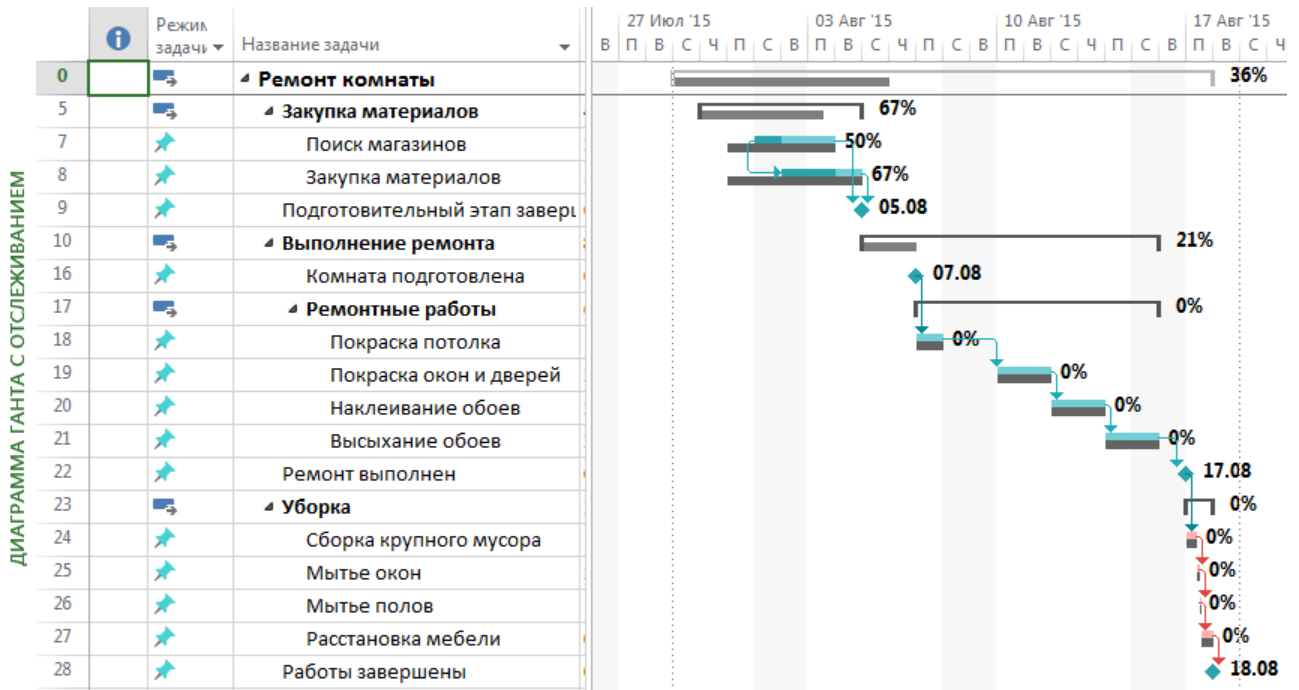 ДИАГРАММА ГАНТА С ОТСЛЕЖИВАНИЕМ
Режим задачи Название задачи
27 Июл '15 03 Авг '15 10 Авг '15 17 Авг '15
В П В С Ч П С В П В С Ч П С В П В С Ч П С В П В С Ч
0 Ремонт комнаты 36%
5 Закупка материалов 67%
7 Поиск магазинов 50%
8 Закупка материалов 67%
9 Подготовительный этап заверш 05.08
10 Выполнение ремонта 21%
16 Комната подготовлена 07.08
17 Ремонтные работы 0%
18 Покраска потолка 0%
19 Покраска окон и дверей 0%
20 Наклеивание обоев 0%
21 Высыхание обоев 0%
22 Ремонт выполнен 17.08
23 Уборка 0%
24 Сборка крупного мусора 0%
25 Мытье окон 0%
26 Мытье полов 0%
27 Расстановка мебели 0%
28 Работы завершены 18.08